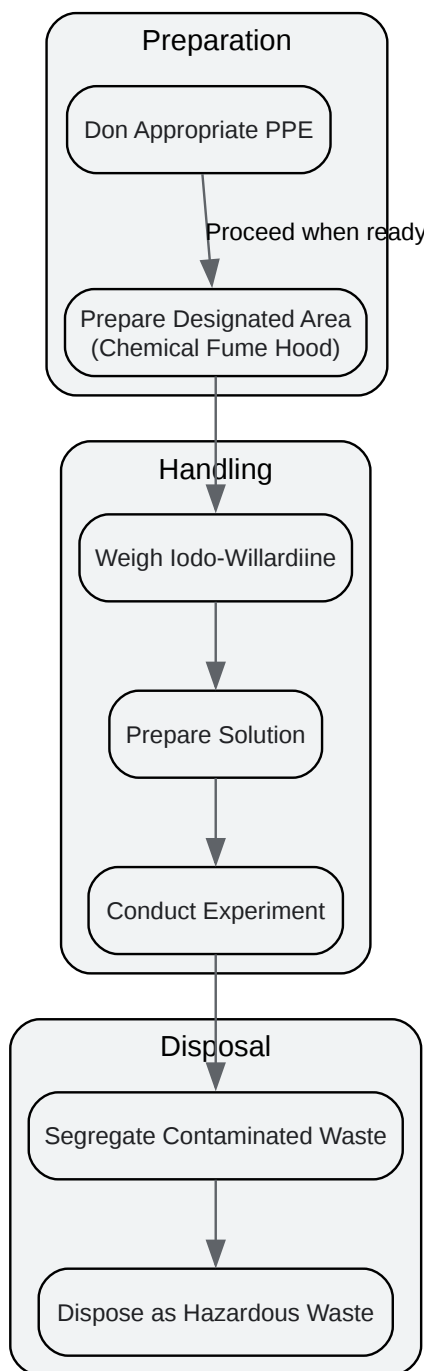 Preparation
Don Appropriate PPE
Proceed when ready
Prepare Designated Area
(Chemical Fume Hood)
Handling
Weigh Iodo-Willardiine
Prepare Solution
Conduct Experiment
Disposal
Segregate Contaminated Waste
Dispose as Hazardous Waste